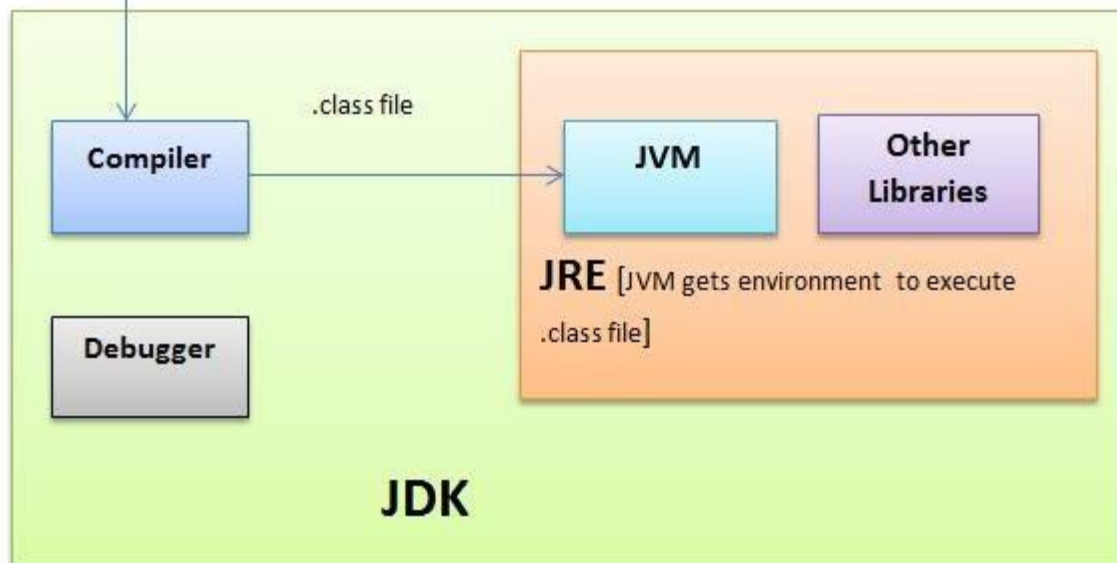 .class file
Compiler
JVM
Other
Libraries
JRE [JVM gets environment to execute
.class file]
Debugger
JDK